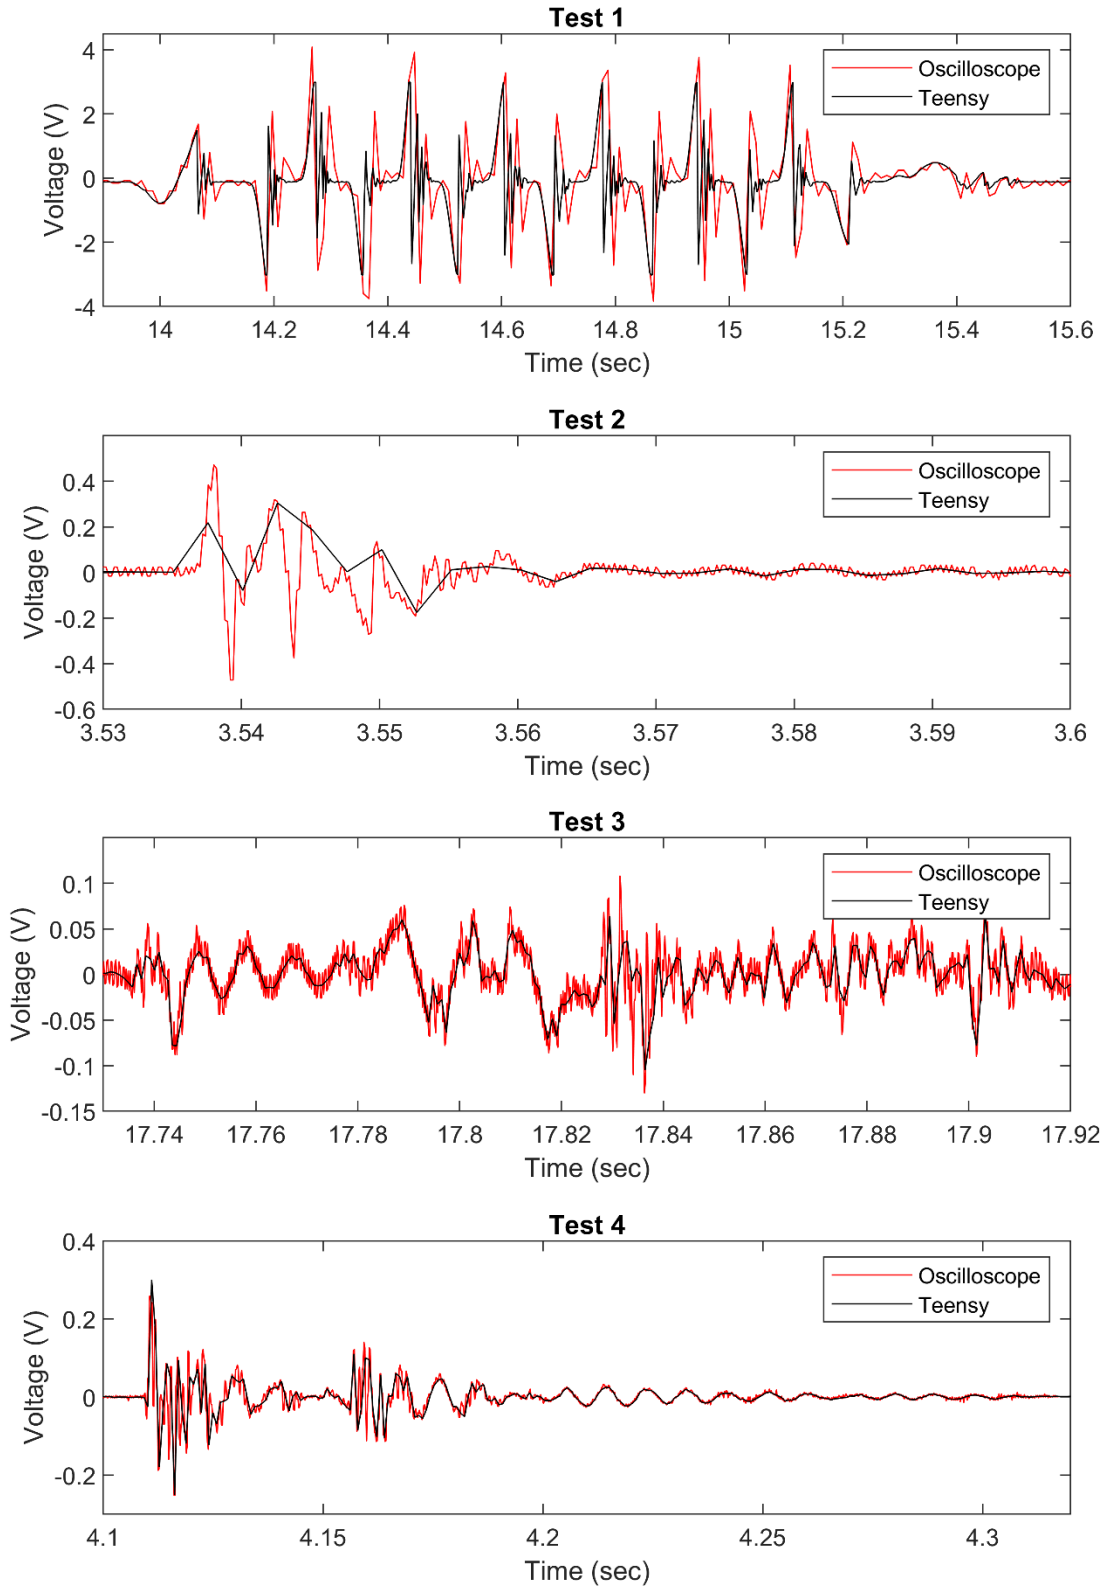 Test 1
Voltage (V)
4
2
0
-2
-4
Oscilloscope
Teensy
14
14.2
14.4
14.6
14.8
15
15.2
15.4
15.6
Time (sec)
Test 2
Voltage (V)
0.4
0.2
0
-0.2
-0.4
-0.6
Oscilloscope
Teensy
3.53
3.54
3.55
3.56
3.57
3.58
3.59
3.6
Time (sec)
Test 3
Voltage (V)
0.1
0.05
0
-0.05
-0.1
-0.15
Oscilloscope
Teensy
17.74
17.76
17.78
17.8
17.82
17.84
17.86
17.88
17.9
17.92
Time (sec)
Test 4
Voltage (V)
0.4
0.2
0
-0.2
Oscilloscope
Teensy
4.1
4.15
4.2
4.25
4.3
Time (sec)